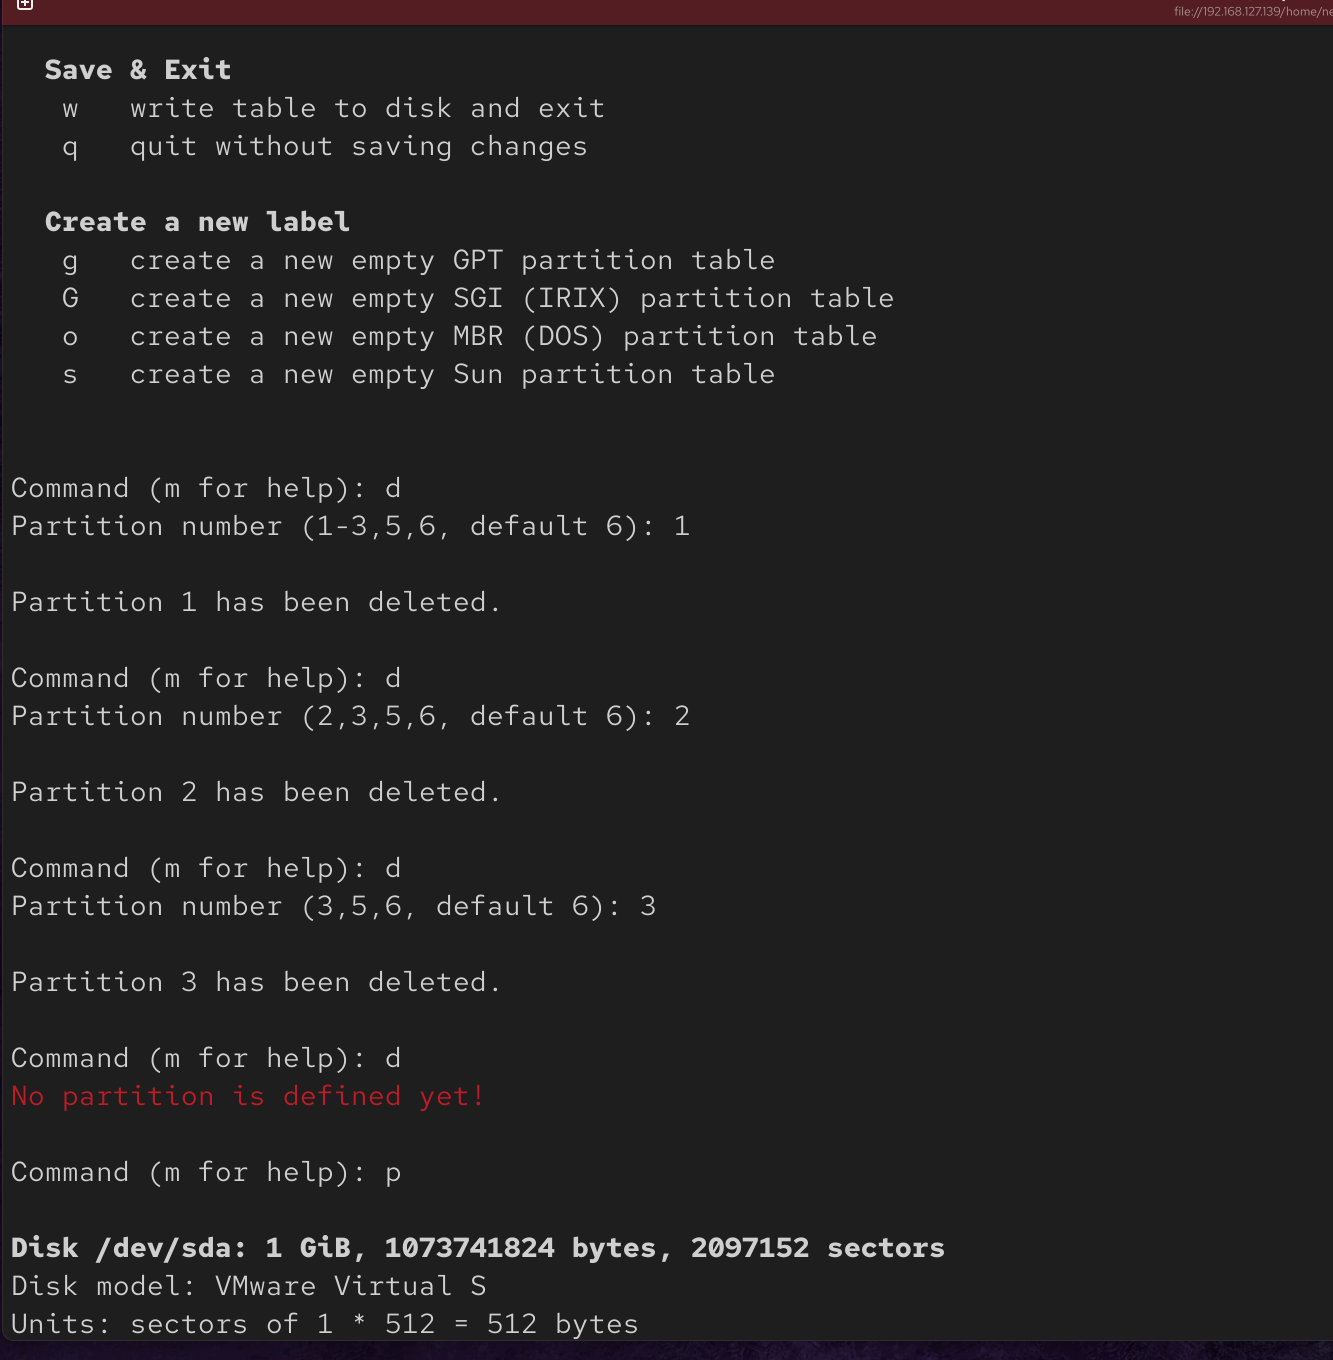 file://192.168.127.139/home/ne
Save & Exit
w   write table to disk and exit
q   quit without saving changes
Create a new label
g   create a new empty GPT partition table
G   create a new empty SGI (IRIX) partition table
o   create a new empty MBR (DOS) partition table
s   create a new empty Sun partition table
Command (m for help): d
Partition number (1-3,5,6, default 6): 1
Partition 1 has been deleted.
Command (m for help): d
Partition number (2,3,5,6, default 6): 2
Partition 2 has been deleted.
Command (m for help): d
Partition number (3,5,6, default 6): 3
Partition 3 has been deleted.
Command (m for help): d
No partition is defined yet!
Command (m for help): p
Disk /dev/sda: 1 GiB, 1073741824 bytes, 2097152 sectors
Disk model: VMware Virtual S
Units: sectors of 1 * 512 = 512 bytes